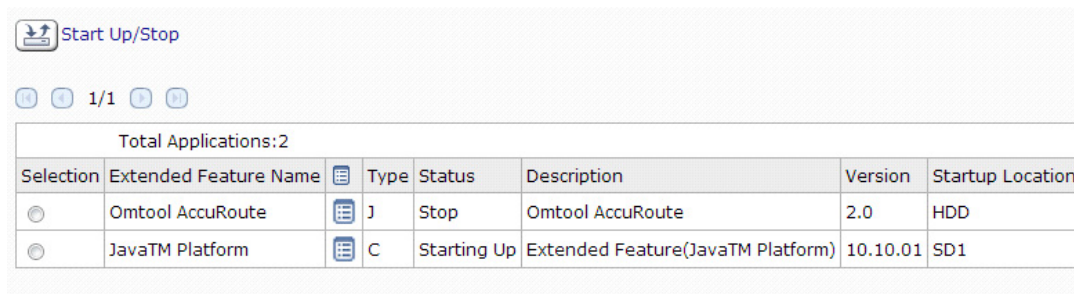 Start Up/Stop
1/1
Total Applications:2
Selection Extended Feature Name Type Status Description Version Startup Location
Omtool AccuRoute J Stop Omtool AccuRoute 2.0 HDD
JavaTM Platform C Starting Up Extended Feature(JavaTM Platform) 10.10.01 SD1